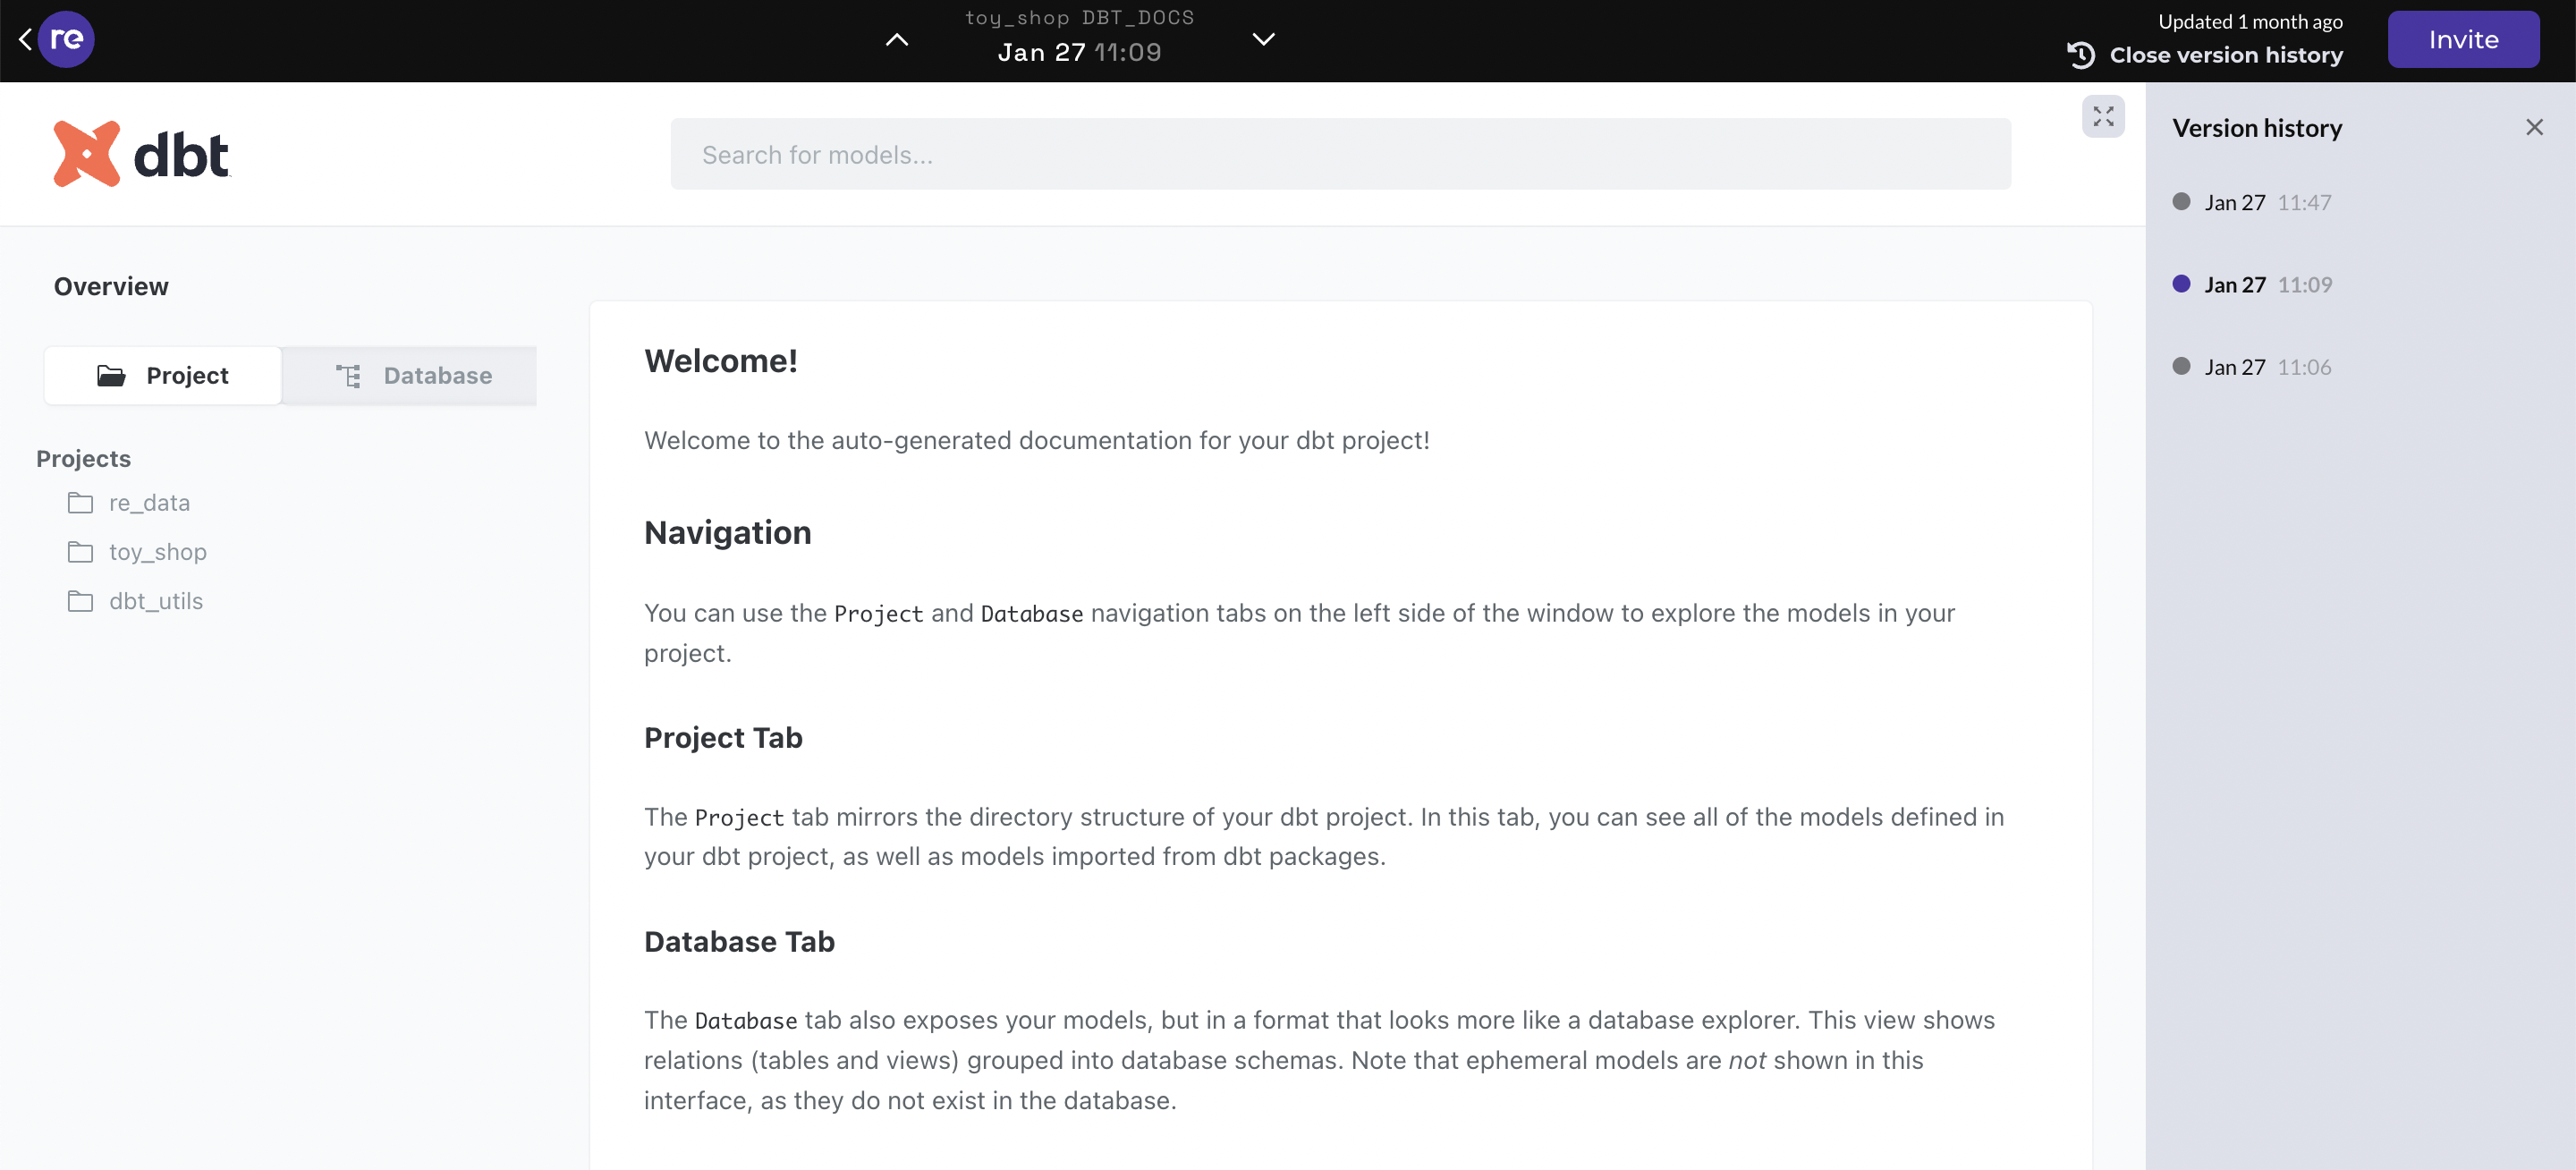 re
toy_shop DBT_DOCS
Jan 27 11:09
Updated 1 month ago
Close version history
Invite
dbt
Search for models...
Version history
Jan 27 11:47
Jan 27 11:09
Jan 27 11:06
Overview
Project
Database
Projects
re_data
toy_shop
dbt_utils
Welcome!
Welcome to the auto-generated documentation for your dbt project!
Navigation
You can use the Project and Database navigation tabs on the left side of the window to explore the models in your
project.
Project Tab
The Project tab mirrors the directory structure of your dbt project. In this tab, you can see all of the models defined in
your dbt project, as well as models imported from dbt packages.
Database Tab
The Database tab also exposes your models, but in a format that looks more like a database explorer. This view shows
relations (tables and views) grouped into database schemas. Note that ephemeral models are not shown in this
interface, as they do not exist in the database.